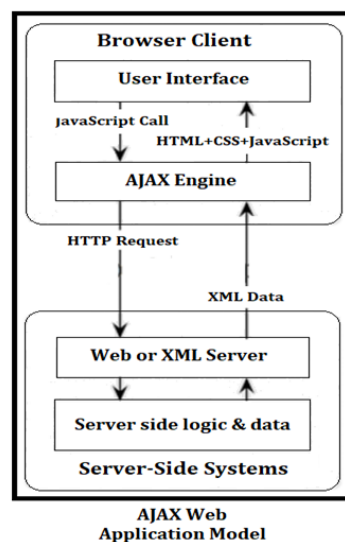 Browser Client
User Interface
JavaScript Call
HTML+CSS+JavaScript
AJAX Engine
HTTP Request
XML Data
Web or XML Server
Server side logic & data
Server-Side Systems
AJAX Web
Application Model